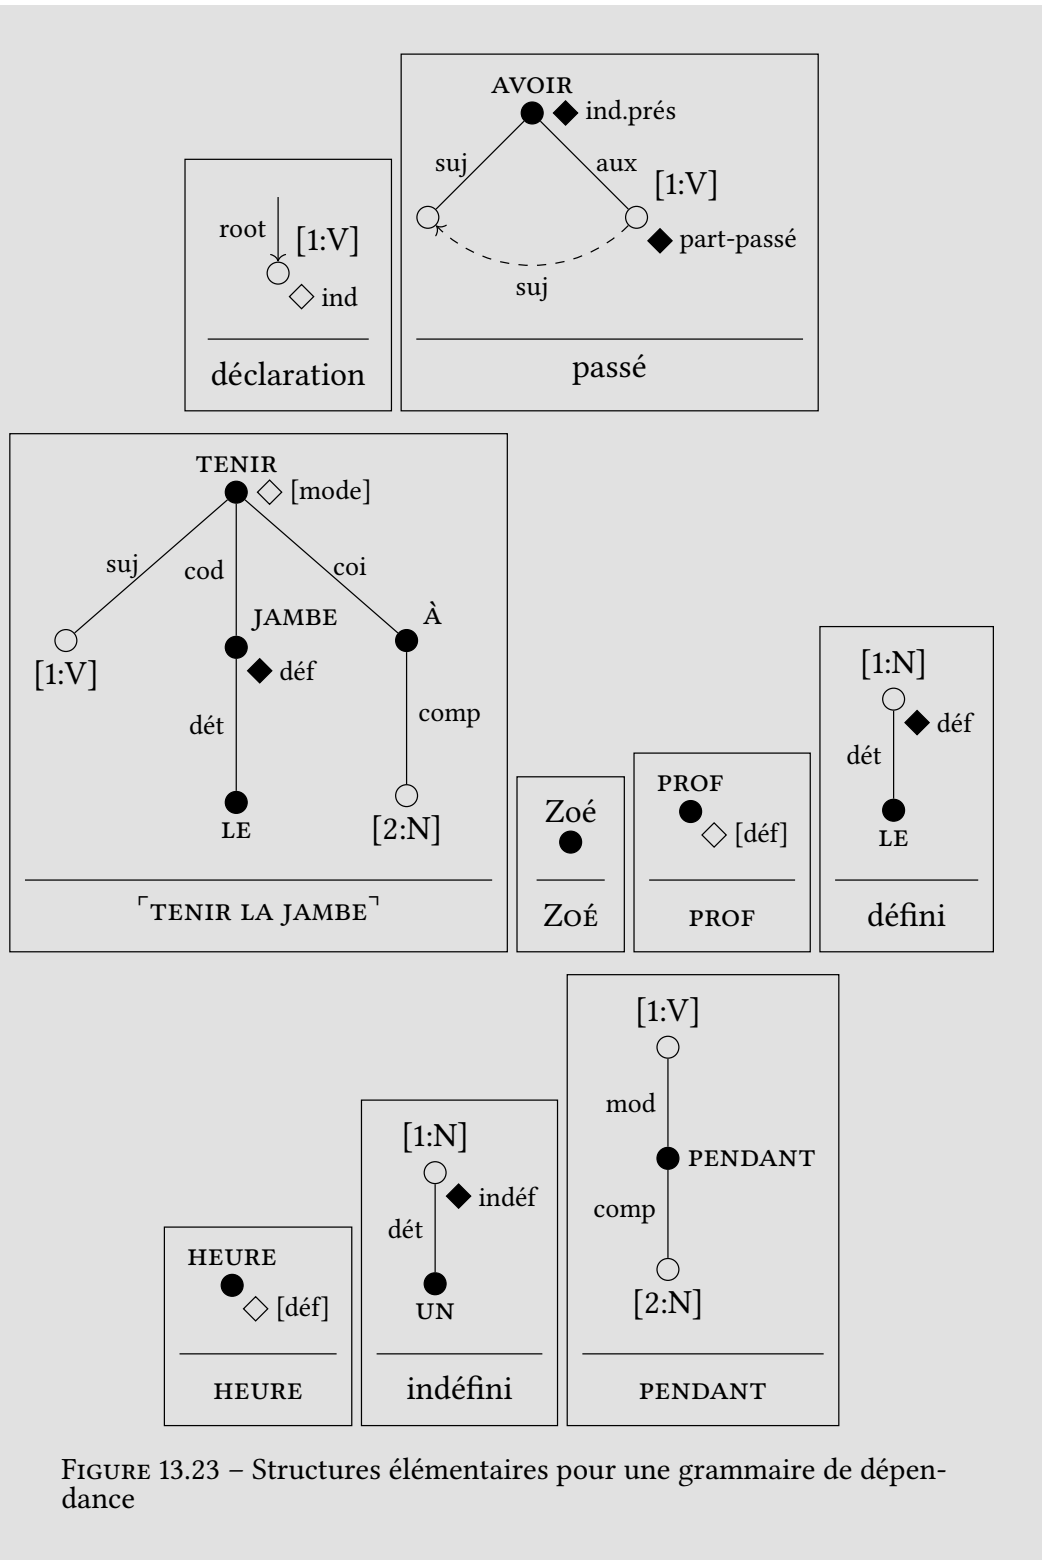 AVOIR
ind.prés
suj
aux
[1:V]
part-passé
suj
passé
root
[1:V]
ind
déclaration
TENIR
[mode]
suj
cod
coi
JAMBE
À
[1:V]
déf
dét
comp
LE
[2:N]
⌜TENIR LA JAMBE⌝
Zoé
ZOÉ
PROF
[déf]
PROF
[1:N]
déf
dét
LE
défini
HEURE
[déf]
HEURE
[1:N]
indéf
dét
UN
indéfini
[1:V]
mod
PENDANT
comp
[2:N]
PENDANT
FIGURE 13.23 – Structures élémentaires pour une grammaire de dépen-
dance